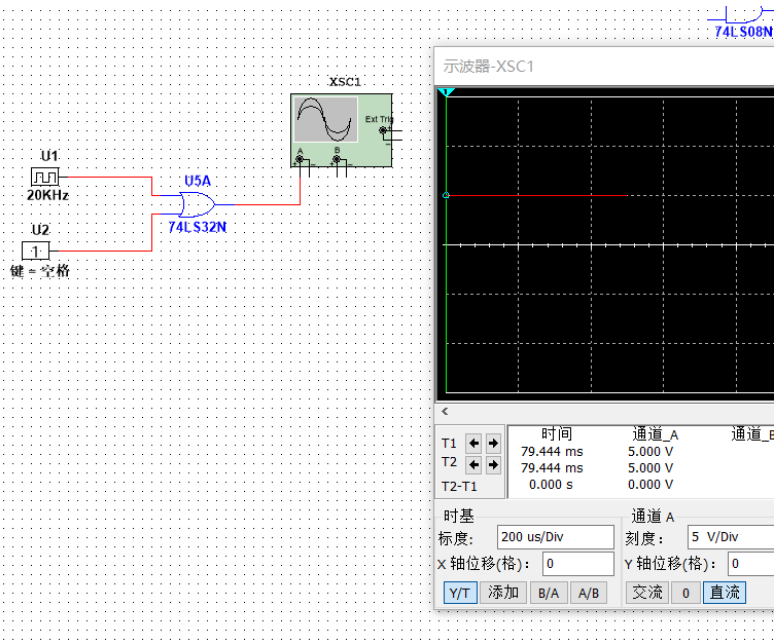 74LS08N
示波器-XSC1
XSC1
Ext Trig
A
B
U1
20KHz
U5A
74LS32N
U2
1
键 = 空格
时间 通道_A 通道_B
T1 79.444 ms 5.000 V
T2 79.444 ms 5.000 V
T2-T1 0.000 s 0.000 V
时基 通道 A
标度: 200 us/Div 刻度: 5 V/Div
X 轴位移(格): 0 Y 轴位移(格): 0
Y/T 添加 B/A A/B 交流 0 直流